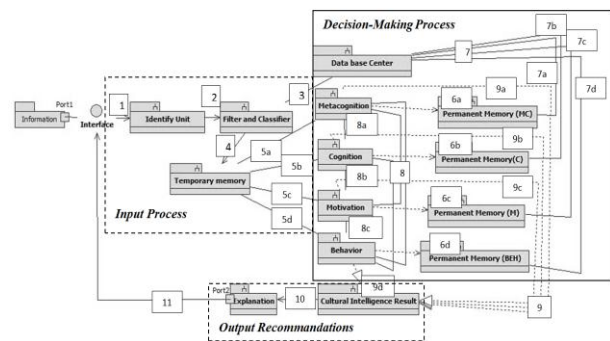 Decision-Making Process
7b
7c
7
7a
7d
Data base Center
3
Port1
1
2
9a
Information
Interface
Identify Unit
Filter and Classifier
Metacognition
6a
Permanent Memory (MC)
8a
9b
4
5a
5b
Cognition
6b
Permanent Memory(C)
8b
8
9c
Temporary memory
5c
Motivation
6c
Permanent Memory (M)
5d
8c
Input Process
Behavior
6d
Permanent Memory (BEH)
9d
Port2
11
Explanation
10
Cultural Intelligence Result
9
Output Recommandations